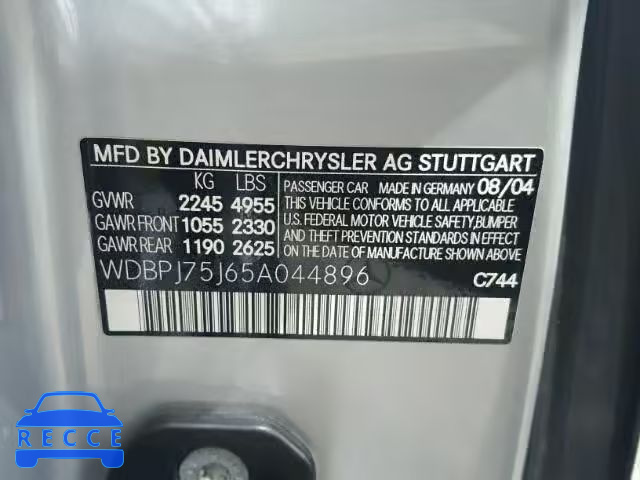 MFD BY DAIMLERCHRYSLER AG STUTTGART
KG LBS
GVWR 2245 4955
GAWR FRONT 1055 2330
GAWR REAR 1190 2625
PASSENGER CAR MADE IN GERMANY 08/04
THIS VEHICLE CONFORMS TO ALL APPLICABLE
U.S. FEDERAL MOTOR VEHICLE SAFETY, BUMPER
AND THEFT PREVENTION STANDARDS IN EFFECT
ON DATE OF MANUFACTURE SHOWN ABOVE
WDBPJ75J65A044896
C744
RECCE